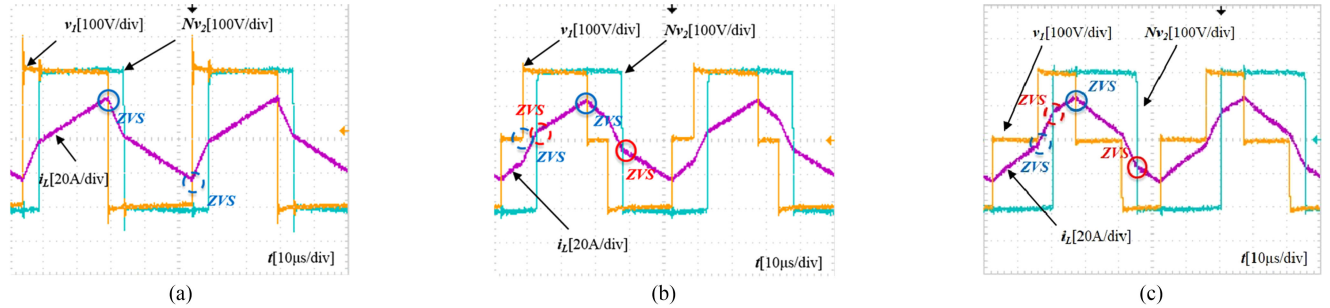 v1[100V/div] Nv2[100V/div]
ZVS
ZVS
iL[20A/div]
t[10μs/div]
(a)
v1[100V/div] Nv2[100V/div]
ZVS
ZVS
ZVS
ZVS
iL[20A/div]
t[10μs/div]
(b)
v1[100V/div] Nv2[100V/div]
ZVS
ZVS
ZVS
ZVS
iL[20A/div]
t[10μs/div]
(c)